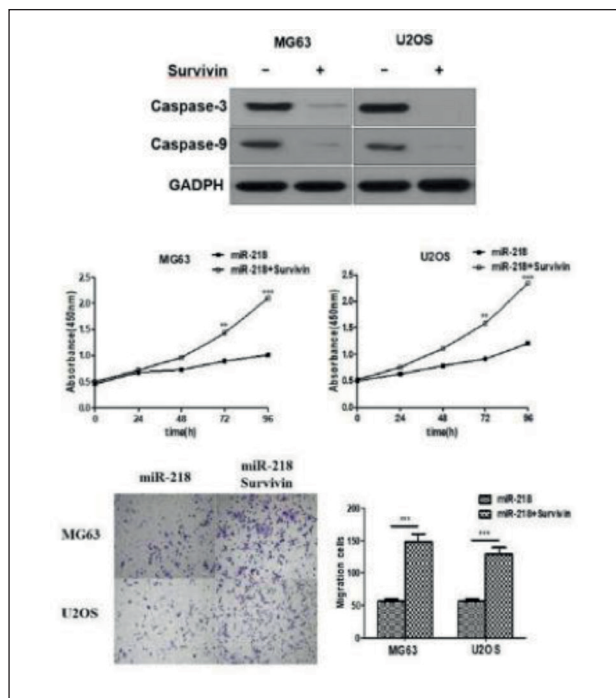 MG63 U2OS
Survivin - + - +
Caspase-3
Caspase-9
GADPH
MG63
miR-218
miR-218+Survivin
Absorbance(450nm)
2.5
2.0
1.5
1.0
0.5
0.0
** ***
0 24 48 72 96
time(h)
U2OS
miR-218
miR-218+Survivin
Absorbance(450nm)
2.5
2.0
1.5
1.0
0.5
0.0
** ***
0 24 48 72 96
time(h)
miR-218 miR-218
Survivin
MG63
U2OS
miR-218
miR-218+Survivin
Migration cells
200
150
100
50
0
*** ***
MG63 U2OS